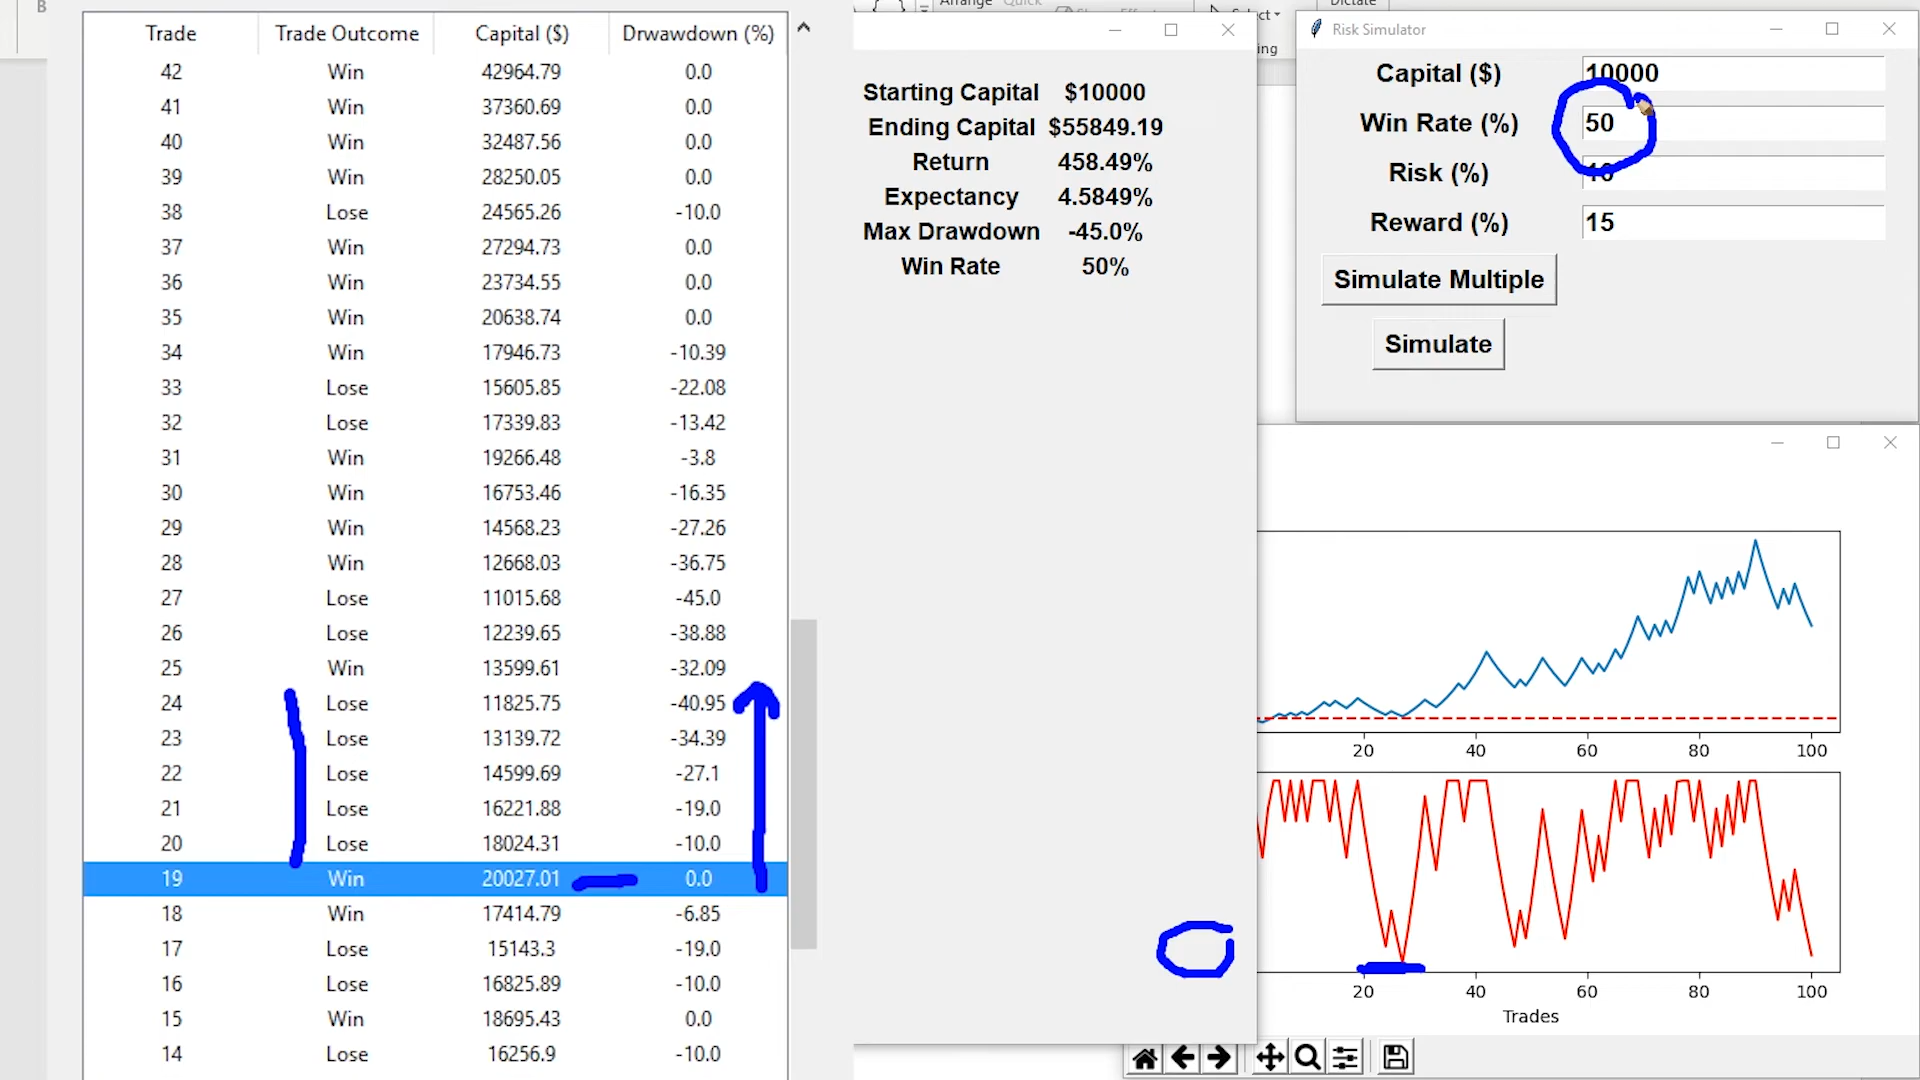 B
Arrange Quick
Select
Dictate
ing
Trade Trade Outcome Capital ($) Drwawdown (%)
42 Win 42964.79 0.0
41 Win 37360.69 0.0
40 Win 32487.56 0.0
39 Win 28250.05 0.0
38 Lose 24565.26 -10.0
37 Win 27294.73 0.0
36 Win 23734.55 0.0
35 Win 20638.74 0.0
34 Win 17946.73 -10.39
33 Lose 15605.85 -22.08
32 Lose 17339.83 -13.42
31 Win 19266.48 -3.8
30 Win 16753.46 -16.35
29 Win 14568.23 -27.26
28 Win 12668.03 -36.75
27 Lose 11015.68 -45.0
26 Lose 12239.65 -38.88
25 Win 13599.61 -32.09
24 Lose 11825.75 -40.95
23 Lose 13139.72 -34.39
22 Lose 14599.69 -27.1
21 Lose 16221.88 -19.0
20 Lose 18024.31 -10.0
19 Win 20027.01 0.0
18 Win 17414.79 -6.85
17 Lose 15143.3 -19.0
16 Lose 16825.89 -10.0
15 Win 18695.43 0.0
14 Lose 16256.9 -10.0
Starting Capital $10000
Ending Capital $55849.19
Return 458.49%
Expectancy 4.5849%
Max Drawdown -45.0%
Win Rate 50%
Risk Simulator
Capital ($) 10000
Win Rate (%) 50
Risk (%) 10
Reward (%) 15
Simulate Multiple
Simulate
20 40 60 80 100
20 40 60 80 100
Trades